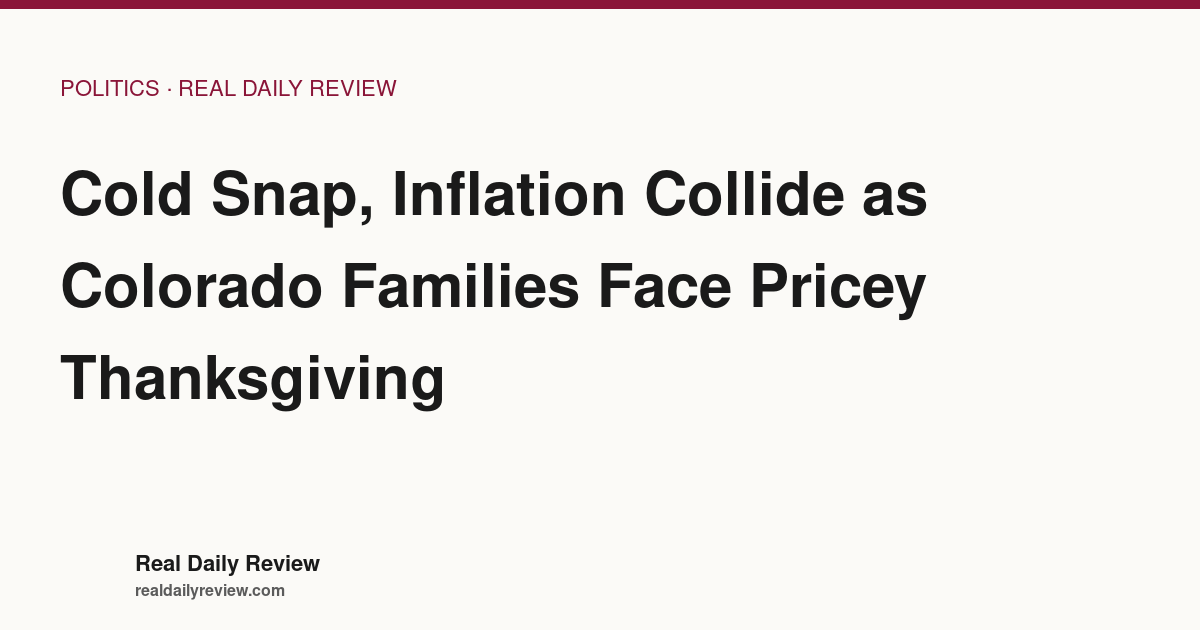 POLITICS · REAL DAILY REVIEW
Cold Snap, Inflation Collide as
Colorado Families Face Pricey
Thanksgiving
Real Daily Review
realdailyreview.com